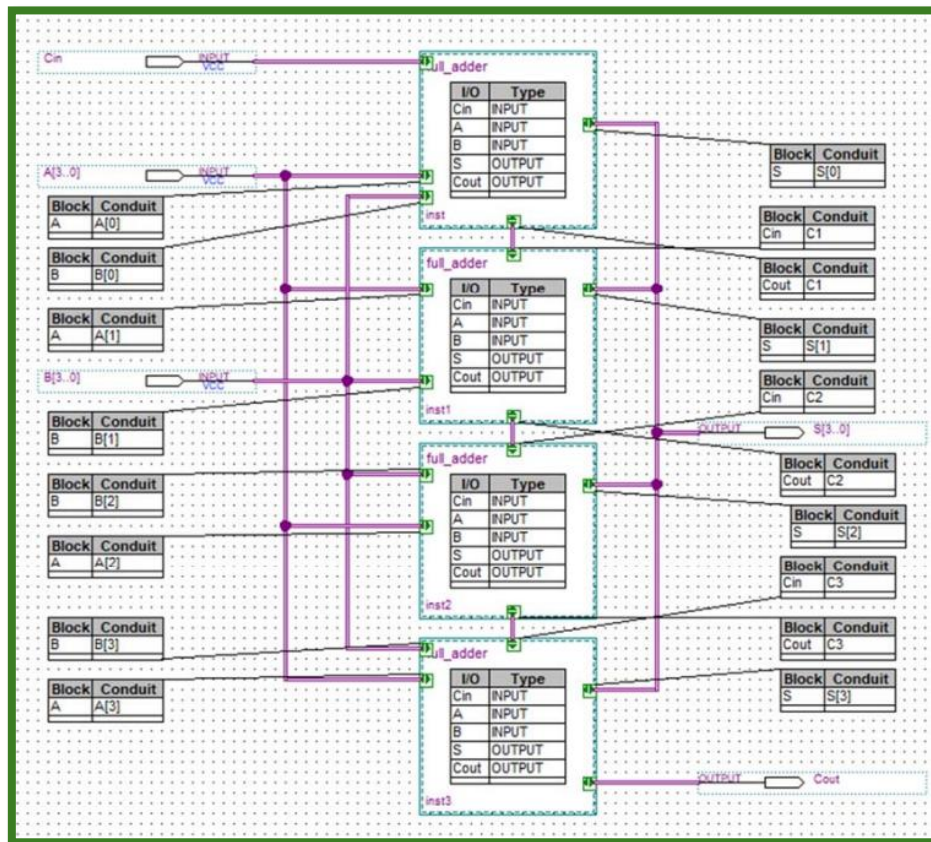 Cin INPUT
VCC
full_adder
I/O Type
Cin INPUT
A INPUT
B INPUT
S OUTPUT
Cout OUTPUT
inst
A[3..0] INPUT
VCC
Block Conduit
A A[0]
Block Conduit
B B[0]
Block Conduit
S S[0]
Block Conduit
Cin C1
Block Conduit
Cout C1
full_adder
I/O Type
Cin INPUT
A INPUT
B INPUT
S OUTPUT
Cout OUTPUT
inst1
Block Conduit
A A[1]
B[3..0] INPUT
VCC
Block Conduit
B B[1]
Block Conduit
S S[1]
Block Conduit
Cin C2
OUTPUT S[3..0]
Block Conduit
Cout C2
full_adder
I/O Type
Cin INPUT
A INPUT
B INPUT
S OUTPUT
Cout OUTPUT
inst2
Block Conduit
B B[2]
Block Conduit
A A[2]
Block Conduit
S S[2]
Block Conduit
Cin C3
Block Conduit
Cout C3
full_adder
I/O Type
Cin INPUT
A INPUT
B INPUT
S OUTPUT
Cout OUTPUT
inst3
Block Conduit
B B[3]
Block Conduit
A A[3]
Block Conduit
S S[3]
OUTPUT Cout